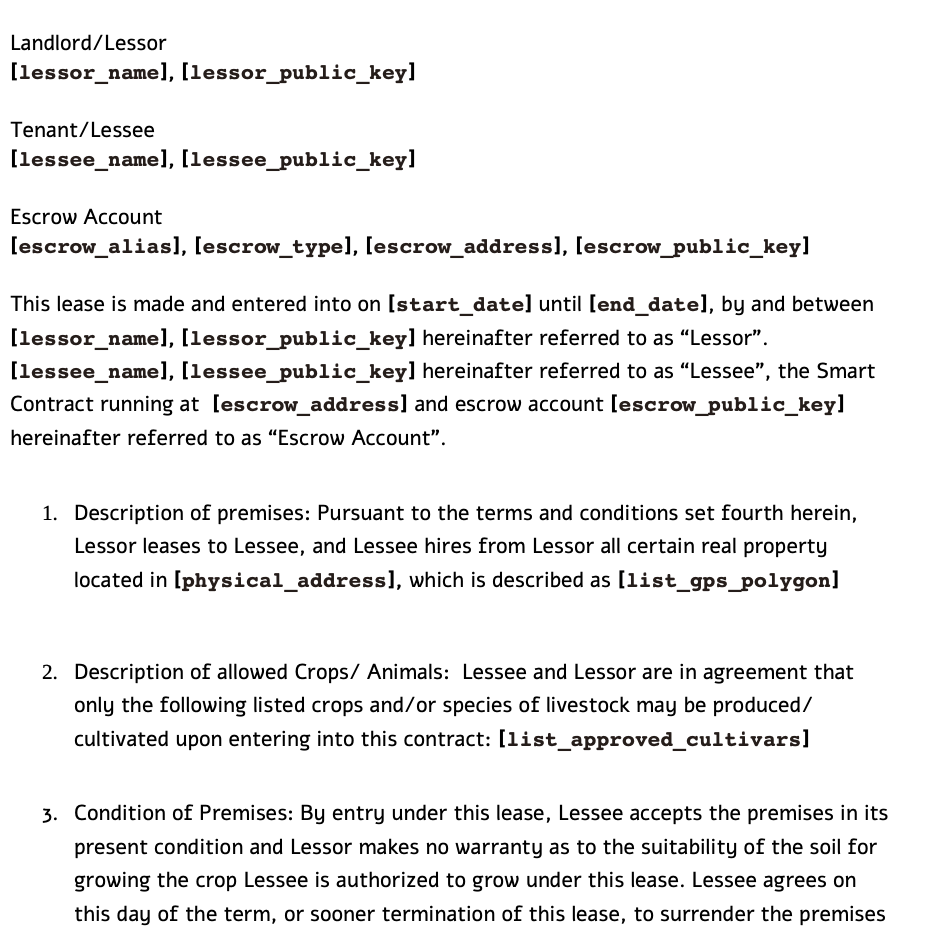 Landlord/Lessor
[lessor_name], [lessor_public_key]
Tenant/Lessee
[lessee_name], [lessee_public_key]
Escrow Account
[escrow_alias], [escrow_type], [escrow_address], [escrow_public_key]
This lease is made and entered into on [start_date] until [end_date], by and between
[lessor_name], [lessor_public_key] hereinafter referred to as “Lessor”.
[lessee_name], [lessee_public_key] hereinafter referred to as “Lessee”, the Smart
Contract running at [escrow_address] and escrow account [escrow_public_key]
hereinafter referred to as “Escrow Account”.
1. Description of premises: Pursuant to the terms and conditions set fourth herein,
Lessor leases to Lessee, and Lessee hires from Lessor all certain real property
located in [physical_address], which is described as [list_gps_polygon]
2. Description of allowed Crops/ Animals: Lessee and Lessor are in agreement that
only the following listed crops and/or species of livestock may be produced/
cultivated upon entering into this contract: [list_approved_cultivars]
3. Condition of Premises: By entry under this lease, Lessee accepts the premises in its
present condition and Lessor makes no warranty as to the suitability of the soil for
growing the crop Lessee is authorized to grow under this lease. Lessee agrees on
this day of the term, or sooner termination of this lease, to surrender the premises